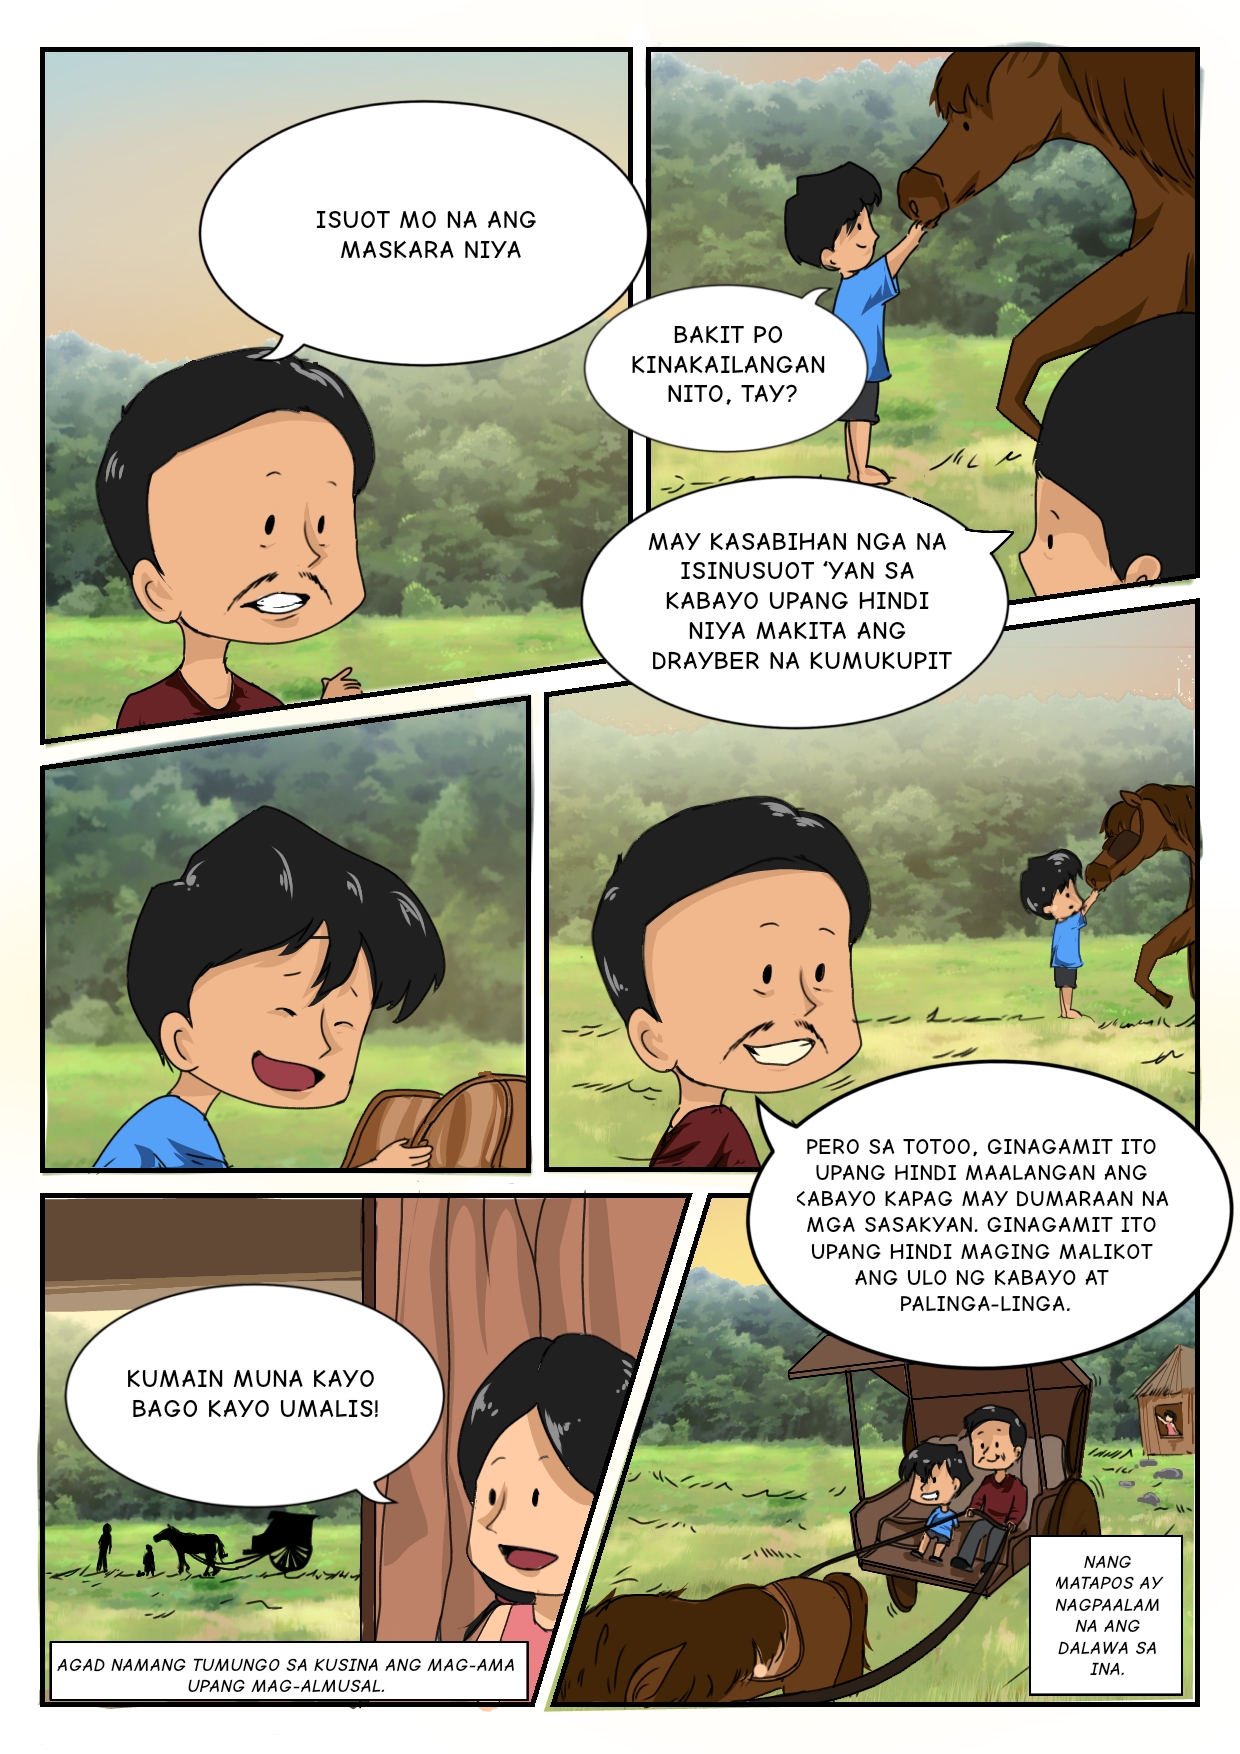 ISUOT MO NA ANG
MASKARA NIYA
BAKIT PO
KINAKAILANGAN
NITO, TAY?
MAY KASABIHAN NGA NA
ISINUSUOT ‘YAN SA
KABAYO UPANG HINDI
NIYA MAKITA ANG
DRAYBER NA KUMUKUPIT
PERO SA TOTOO, GINAGAMIT ITO
UPANG HINDI MAALANGAN ANG
KABAYO KAPAG MAY DUMARAAN NA
MGA SASAKYAN. GINAGAMIT ITO
UPANG HINDI MAGING MALIKOT
ANG ULO NG KABAYO AT
PALINGA-LINGA.
KUMAIN MUNA KAYO
BAGO KAYO UMALIS!
AGAD NAMANG TUMUNGO SA KUSINA ANG MAG-AMA
UPANG MAG-ALMUSAL.
NANG
MATAPOS AY
NAGPAALAM
NA ANG
DALAWA SA
INA.